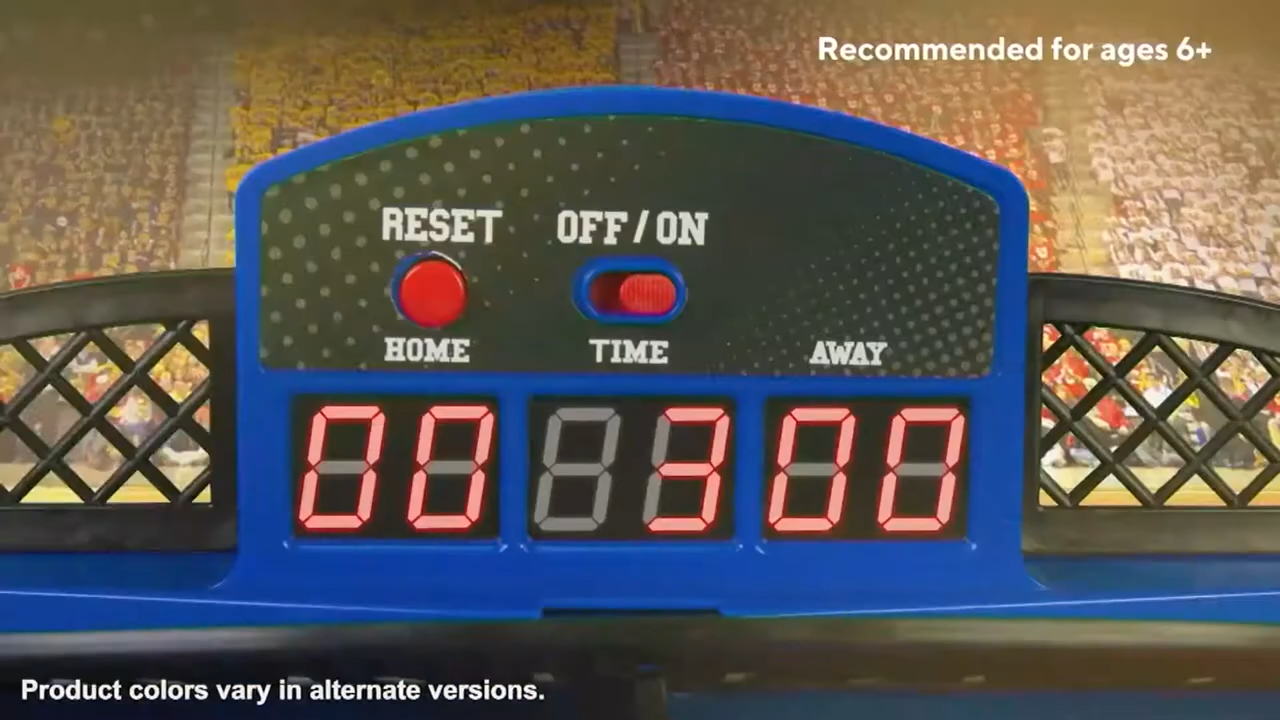 Recommended for ages 6+
RESET OFF / ON
HOME TIME AWAY
00 3 00
Product colors vary in alternate versions.